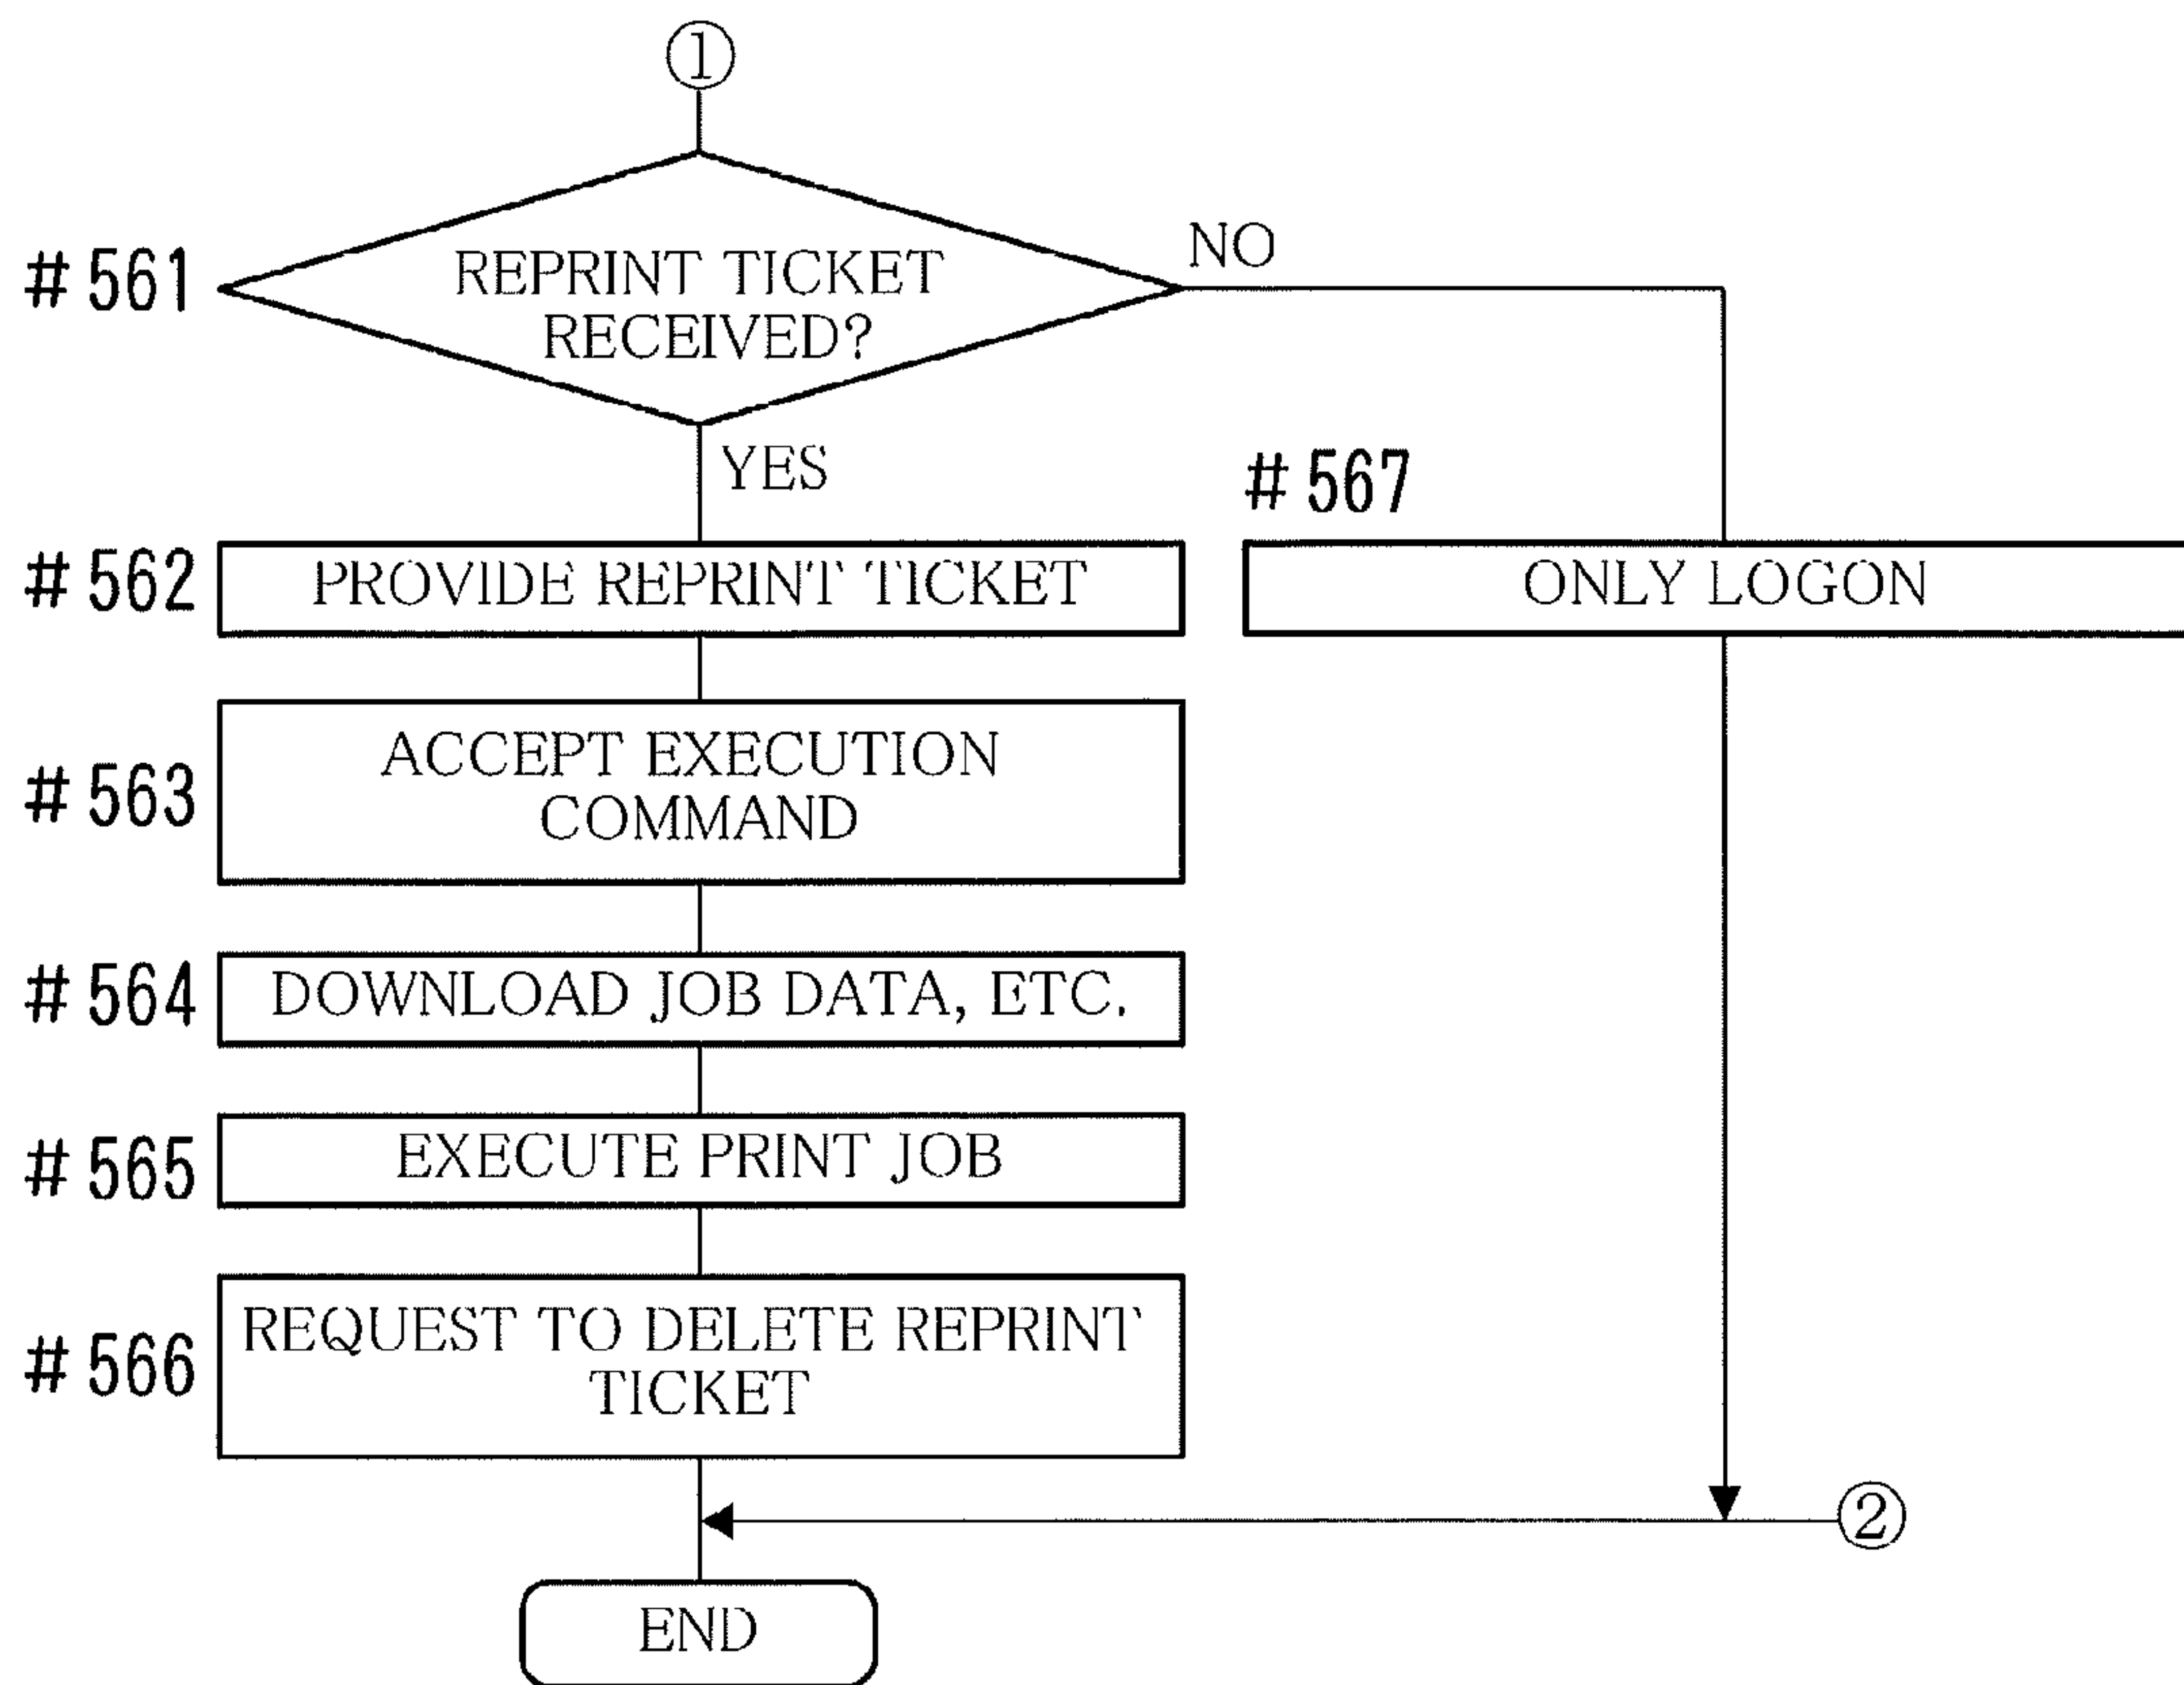 ①
#561
REPRINT TICKET
RECEIVED?
NO
YES
#562
PROVIDE REPRINT TICKET
#567
ONLY LOGON
#563
ACCEPT EXECUTION
COMMAND
#564
DOWNLOAD JOB DATA, ETC.
#565
EXECUTE PRINT JOB
#566
REQUEST TO DELETE REPRINT
TICKET
②
END